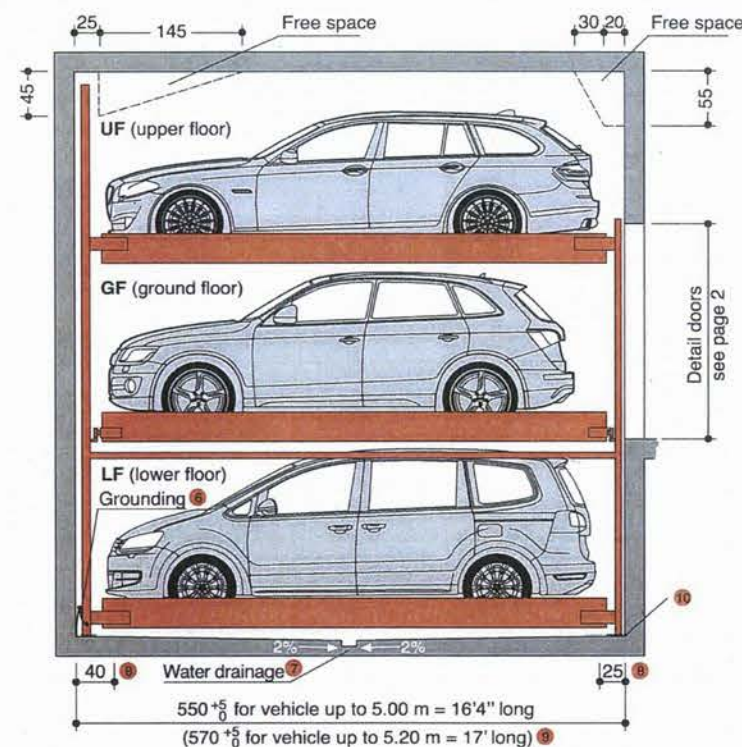 25 145 Free space 30 20 Free space
45
55
UF (upper floor)
GF (ground floor)
Detail doors
see page 2
LF (lower floor)
Grounding 6
10
2% 2%
40 8 Water drainage 7 25 8
550 +5 0 for vehicle up to 5.00 m = 16'4" long
(570 +5 0 for vehicle up to 5.20 m = 17' long) 9